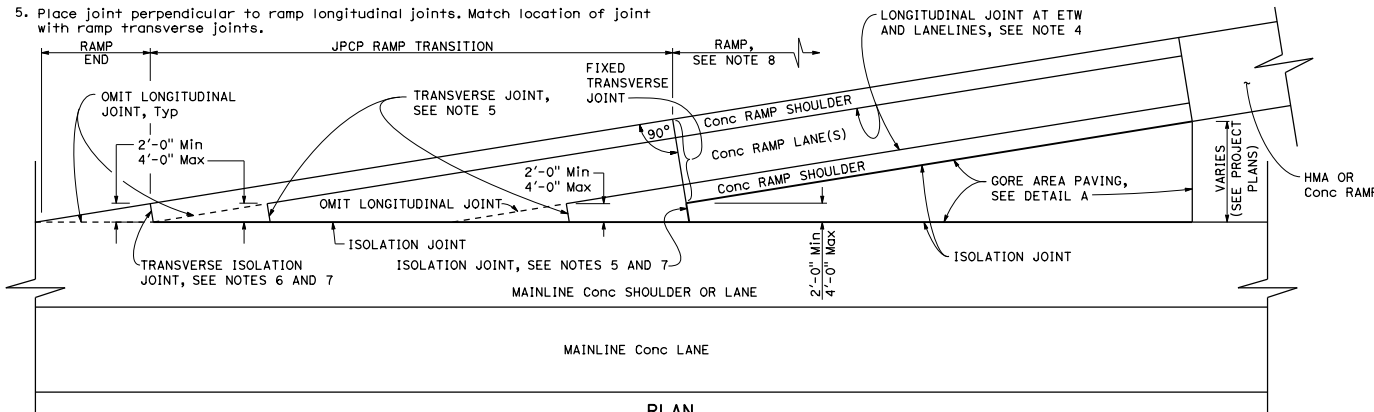 5. Place joint perpendicular to ramp longitudinal joints. Match location of joint
with ramp transverse joints.
RAMP
END
JPCP RAMP TRANSITION
RAMP,
SEE NOTE 8
LONGITUDINAL JOINT AT ETW
AND LANELINES, SEE NOTE 4
OMIT LONGITUDINAL
JOINT, Typ
TRANSVERSE JOINT,
SEE NOTE 5
FIXED
TRANSVERSE
JOINT
2'-0" Min
4'-0" Max
90°
Conc RAMP SHOULDER
Conc RAMP LANE(S)
Conc RAMP SHOULDER
2'-0" Min
4'-0" Max
OMIT LONGITUDINAL JOINT
GORE AREA PAVING,
SEE DETAIL A
VARIES
(SEE PROJECT
PLANS)
HMA OR
Conc RAMP
ISOLATION JOINT
TRANSVERSE ISOLATION
JOINT, SEE NOTES 6 AND 7
ISOLATION JOINT, SEE NOTES 5 AND 7
2'-0" Min
4'-0" Max
ISOLATION JOINT
MAINLINE Conc SHOULDER OR LANE
MAINLINE Conc LANE
PLAN